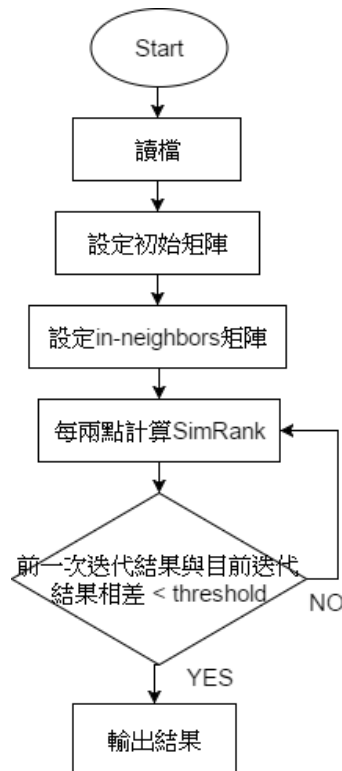 Start
讀檔
設定初始矩陣
設定in-neighbors矩陣
每兩點計算SimRank
前一次迭代結果與目前迭代
結果相差 < threshold
NO
YES
輸出結果